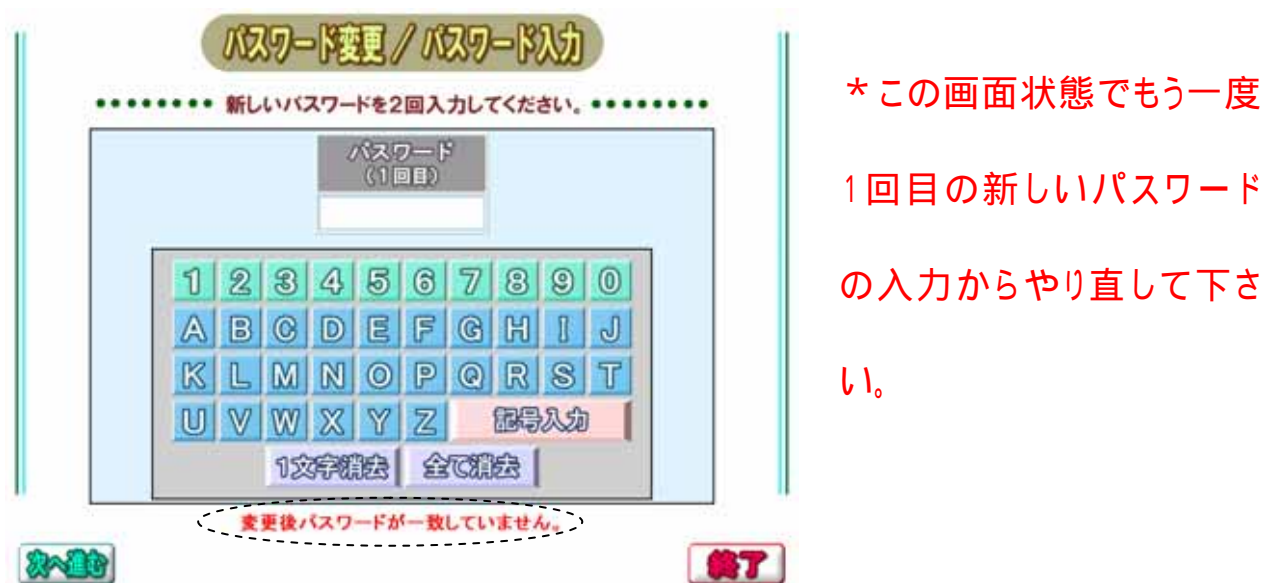 パスワード変更 / パスワード入力
新しいパスワードを2回入力してください。
パスワード
(1回目)
1 2 3 4 5 6 7 8 9 0
A B C D E F G H I J
K L M N O P Q R S T
U V W X Y Z 記号入力
1文字消去 全て消去
変更後パスワードが一致していません。
次へ進む 終了
*この画面状態でもう一度
1回目の新しいパスワード
の入力からやり直して下さ
い。